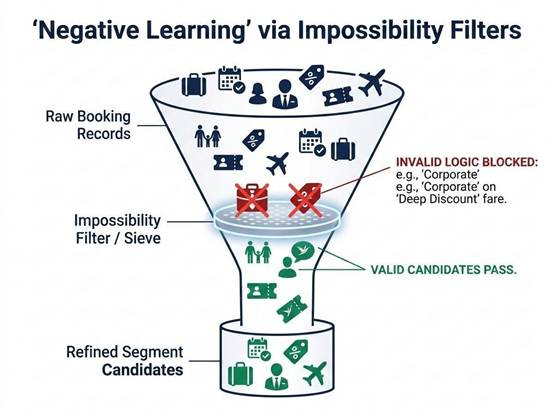 'Negative Learning' via Impossibility Filters
Raw Booking
Records
INVALID LOGIC BLOCKED:
e.g., 'Corporate'
e.g., 'Corporate' on
'Deep Discount' fare.
Impossibility
Filter / Sieve
VALID CANDIDATES PASS.
Refined Segment
Candidates